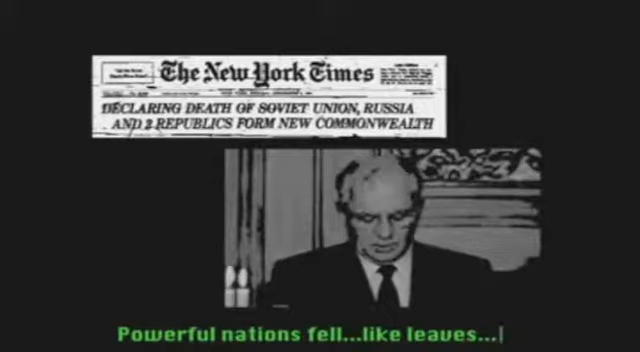 The New York Times
DECLARING DEATH OF SOVIET UNION, RUSSIA
AND 2 REPUBLICS FORM NEW COMMONWEALTH
Powerful nations fell...like leaves...|